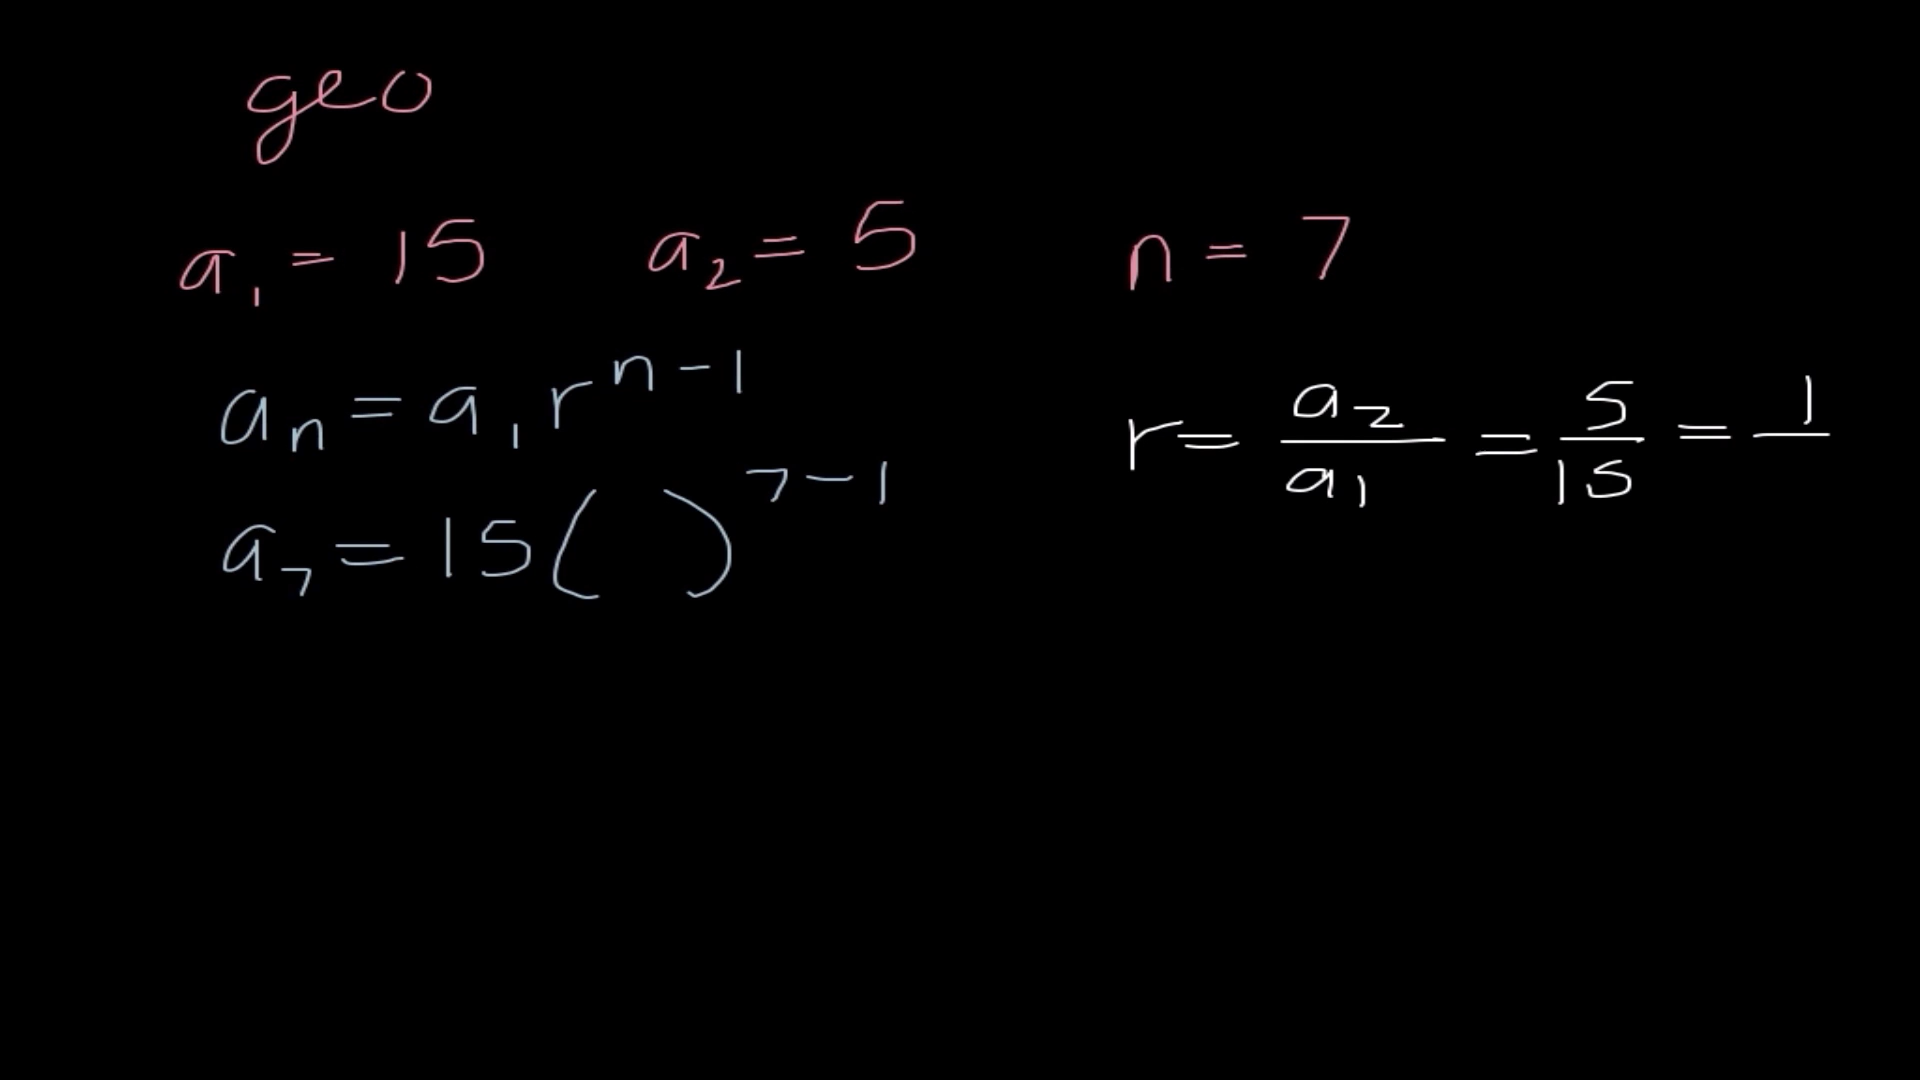 geo
a₁ = 15 a₂ = 5 n = 7
aₙ = a₁rⁿ⁻¹
r = a₂/a₁ = 5/15 = 1/
a₇ = 15( )⁷⁻¹